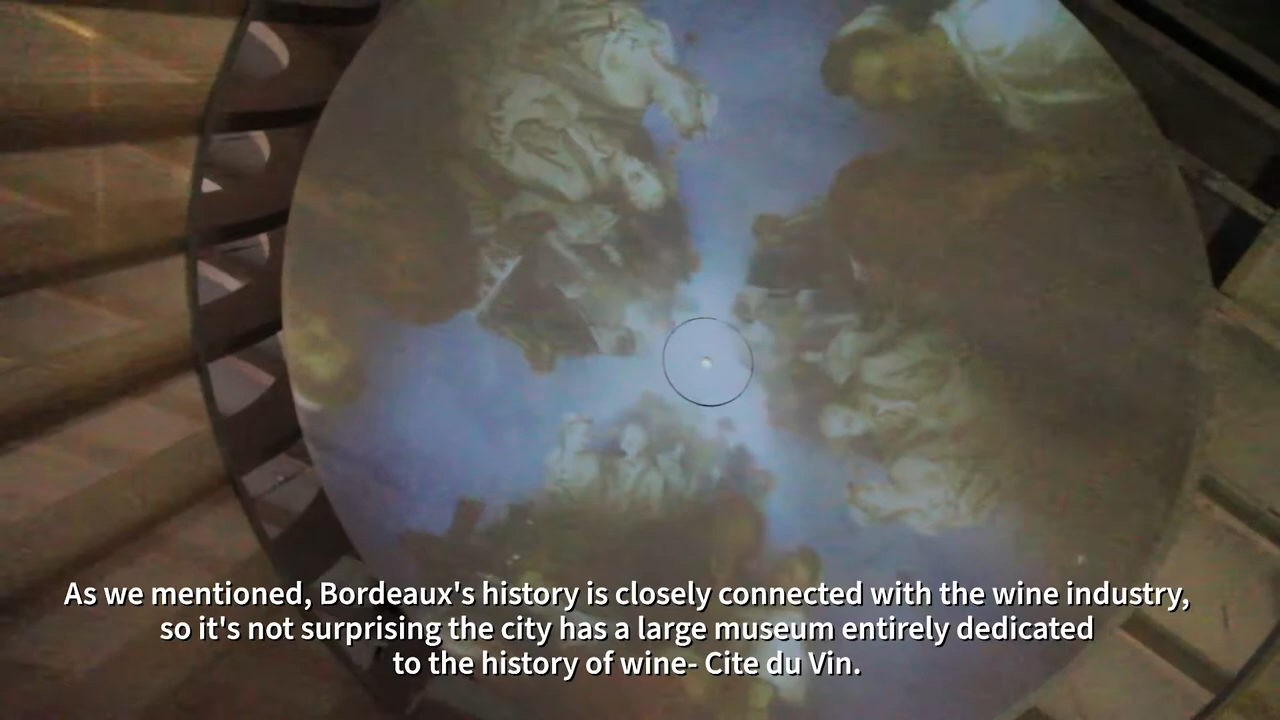 As we mentioned, Bordeaux's history is closely connected with the wine industry,
so it's not surprising the city has a large museum entirely dedicated
to the history of wine- Cite du Vin.